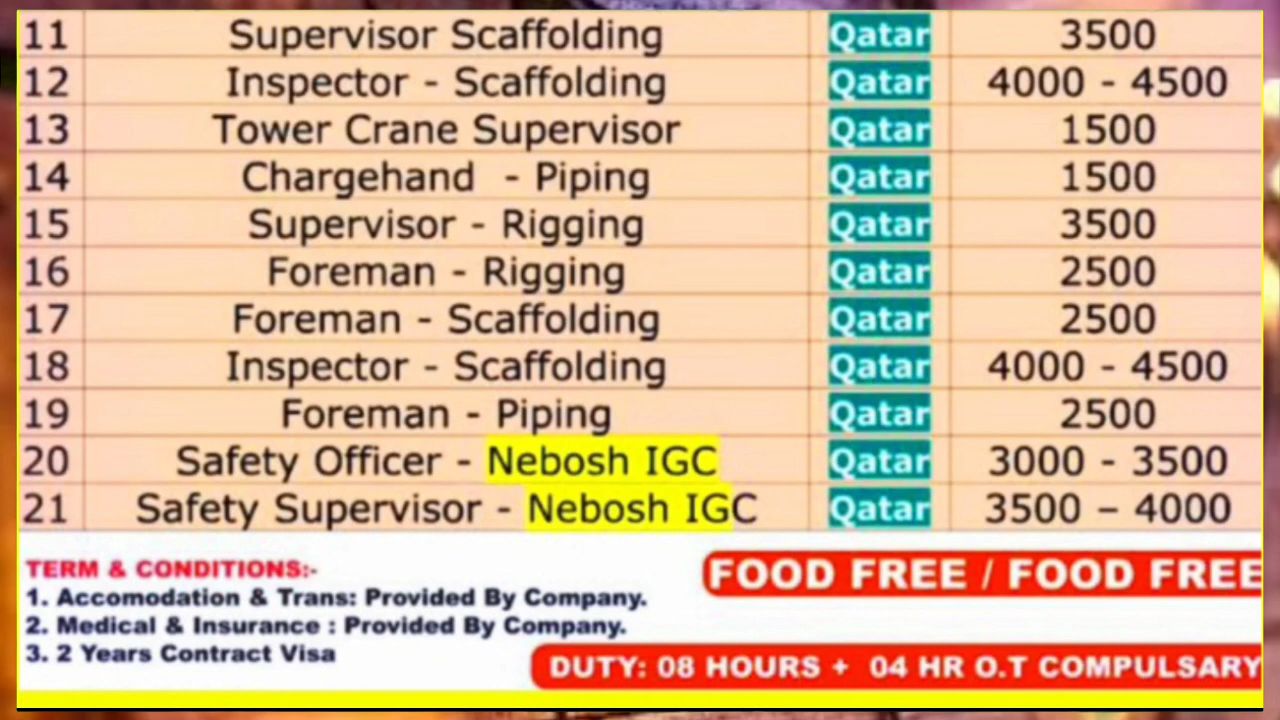 11 Supervisor Scaffolding Qatar 3500
12 Inspector - Scaffolding Qatar 4000 - 4500
13 Tower Crane Supervisor Qatar 1500
14 Chargehand - Piping Qatar 1500
15 Supervisor - Rigging Qatar 3500
16 Foreman - Rigging Qatar 2500
17 Foreman - Scaffolding Qatar 2500
18 Inspector - Scaffolding Qatar 4000 - 4500
19 Foreman - Piping Qatar 2500
20 Safety Officer - Nebosh IGC Qatar 3000 - 3500
21 Safety Supervisor - Nebosh IGC Qatar 3500 – 4000
TERM & CONDITIONS:-
1. Accomodation & Trans: Provided By Company.
2. Medical & Insurance : Provided By Company.
3. 2 Years Contract Visa
FOOD FREE / FOOD FREE
DUTY: 08 HOURS + 04 HR O.T COMPULSARY